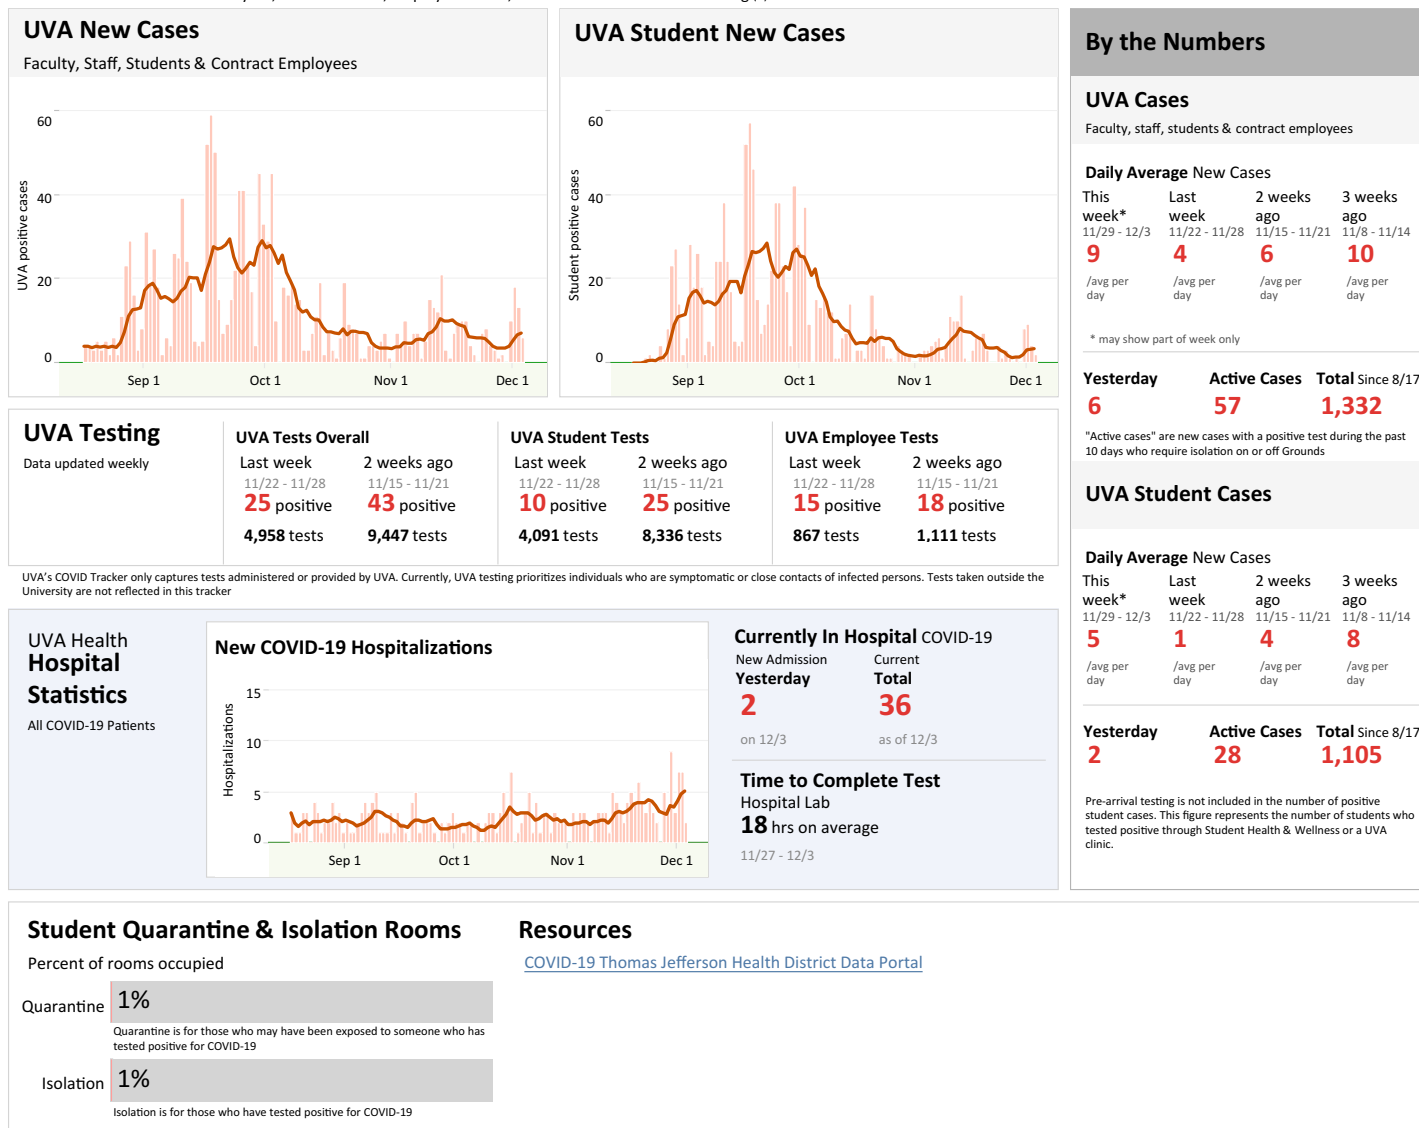 UVA New Cases
Faculty, Staff, Students & Contract Employees
UVA positive cases
60
40
20
0
Sep 1
Oct 1
Nov 1
Dec 1
UVA Student New Cases
Student positive cases
60
40
20
0
Sep 1
Oct 1
Nov 1
Dec 1
By the Numbers
UVA Cases
Faculty, staff, students & contract employees
Daily Average New Cases
This week* Last week 2 weeks ago 3 weeks ago
11/29 - 12/3 11/22 - 11/28 11/15 - 11/21 11/8 - 11/14
9 4 6 10
/avg per day /avg per day /avg per day /avg per day
* may show part of week only
Yesterday Active Cases Total Since 8/17
6 57 1,332
"Active cases" are new cases with a positive test during the past
10 days who require isolation on or off Grounds
UVA Student Cases
Daily Average New Cases
This week* Last week 2 weeks ago 3 weeks ago
11/29 - 12/3 11/22 - 11/28 11/15 - 11/21 11/8 - 11/14
5 1 4 8
/avg per day /avg per day /avg per day /avg per day
Yesterday Active Cases Total Since 8/17
2 28 1,105
Pre-arrival testing is not included in the number of positive
student cases. This figure represents the number of students who
tested positive through Student Health & Wellness or a UVA
clinic.
UVA Testing
Data updated weekly
UVA Tests Overall
Last week 2 weeks ago
11/22 - 11/28 11/15 - 11/21
25 positive 43 positive
4,958 tests 9,447 tests
UVA Student Tests
Last week 2 weeks ago
11/22 - 11/28 11/15 - 11/21
10 positive 25 positive
4,091 tests 8,336 tests
UVA Employee Tests
Last week 2 weeks ago
11/22 - 11/28 11/15 - 11/21
15 positive 18 positive
867 tests 1,111 tests
UVA's COVID Tracker only captures tests administered or provided by UVA. Currently, UVA testing prioritizes individuals who are symptomatic or close contacts of infected persons. Tests taken outside the
University are not reflected in this tracker
UVA Health
Hospital
Statistics
All COVID-19 Patients
New COVID-19 Hospitalizations
Hospitalizations
15
10
5
0
Sep 1
Oct 1
Nov 1
Dec 1
Currently In Hospital COVID-19
New Admission Current
Yesterday Total
2 36
on 12/3 as of 12/3
Time to Complete Test
Hospital Lab
18 hrs on average
11/27 - 12/3
Student Quarantine & Isolation Rooms
Percent of rooms occupied
Quarantine 1%
Quarantine is for those who may have been exposed to someone who has
tested positive for COVID-19
Isolation 1%
Isolation is for those who have tested positive for COVID-19
Resources
COVID-19 Thomas Jefferson Health District Data Portal